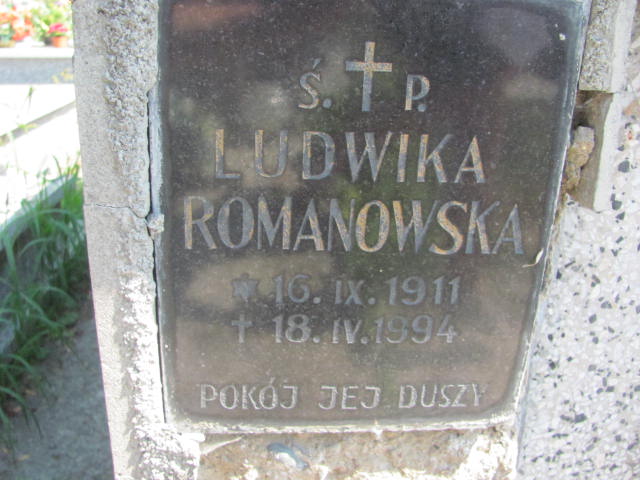 Ś. † P.
LUDWIKA
ROMANOWSKA
* 16. IX. 1911
† 18. IV. 1994
POKÓJ JEJ DUSZY